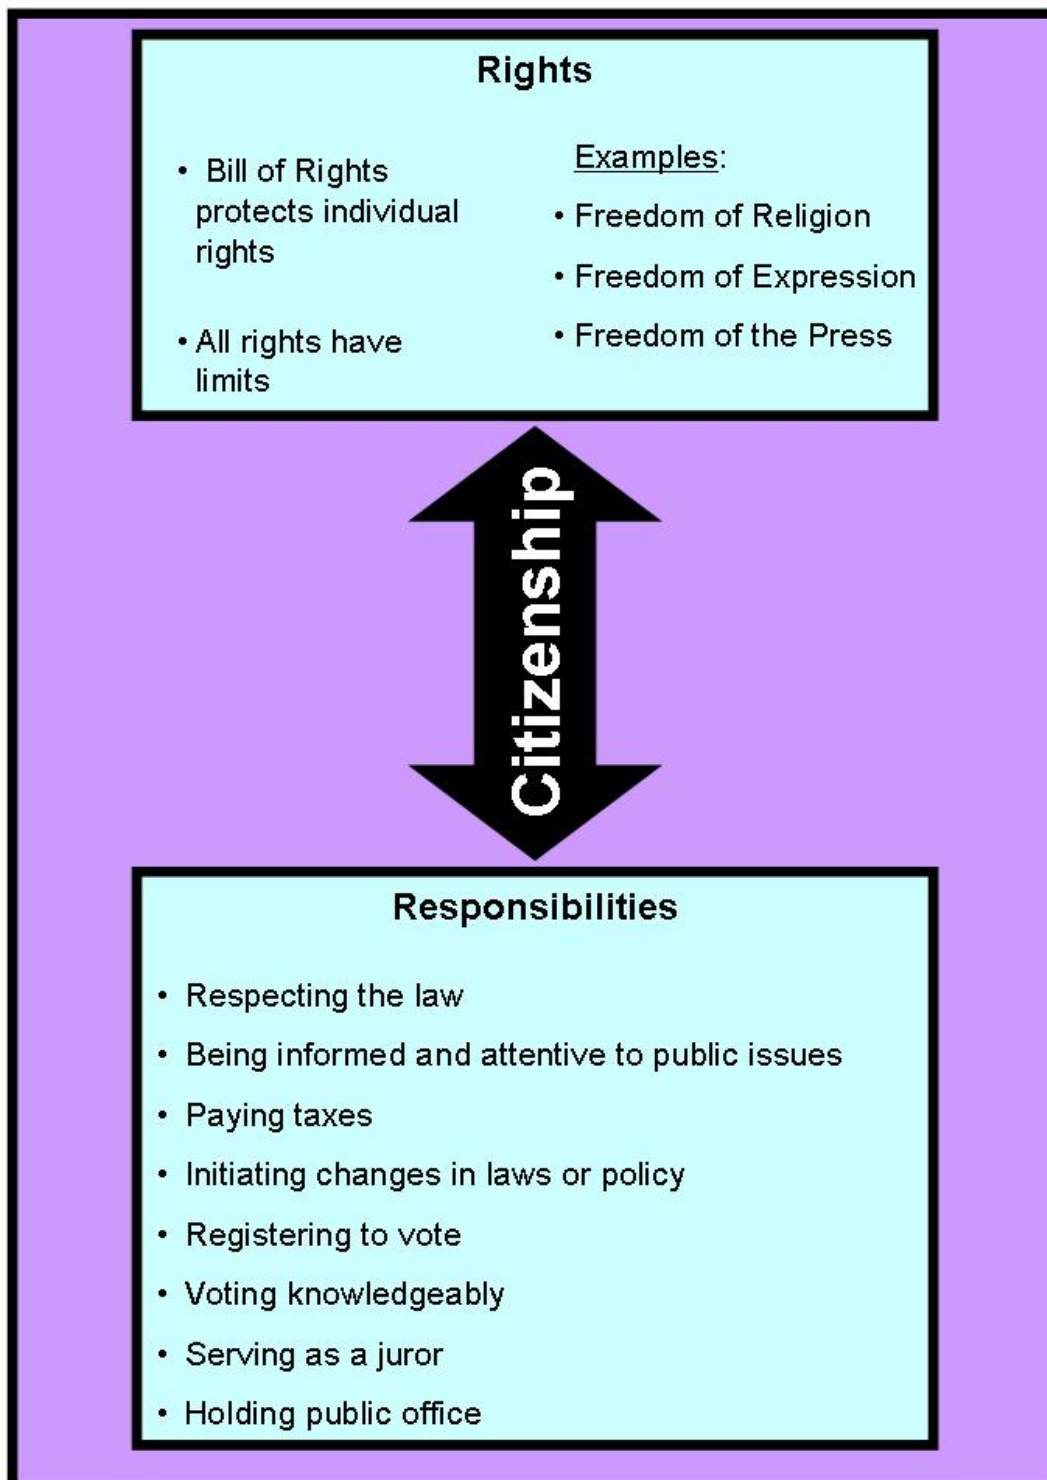 Rights
• Bill of Rights
protects individual
rights
• All rights have
limits
Examples:
• Freedom of Religion
• Freedom of Expression
• Freedom of the Press
Citizenship
Responsibilities
• Respecting the law
• Being informed and attentive to public issues
• Paying taxes
• Initiating changes in laws or policy
• Registering to vote
• Voting knowledgeably
• Serving as a juror
• Holding public office